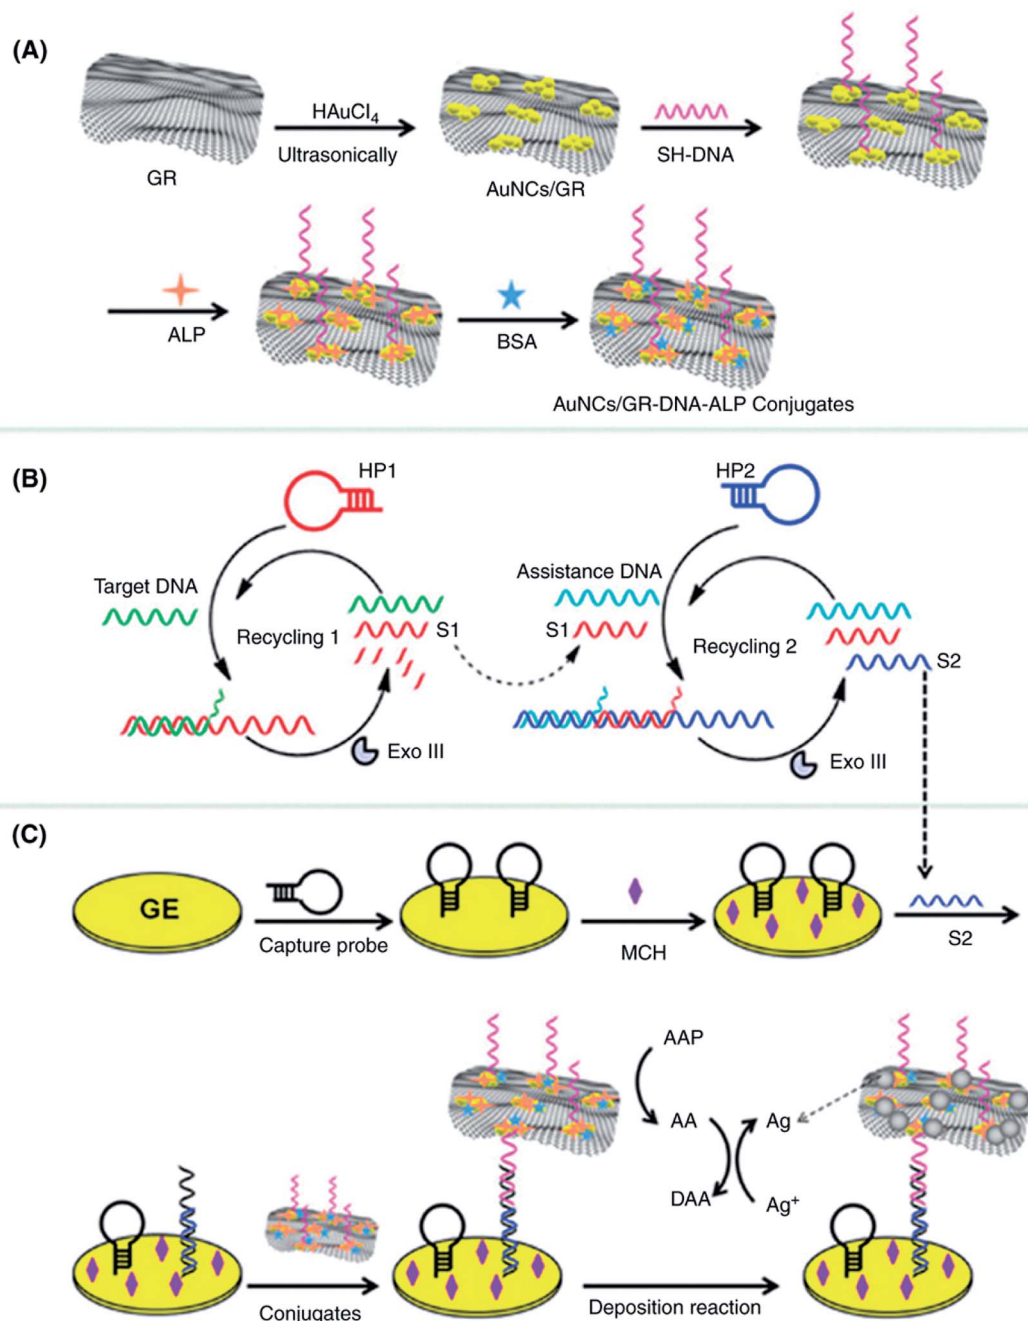 (A)
HAuCl4
Ultrasonically
GR
AuNCs/GR
SH-DNA
ALP
BSA
AuNCs/GR-DNA-ALP Conjugates
(B)
HP1
HP2
Target DNA
Assistance DNA
S1
S1
Recycling 1
Recycling 2
S2
Exo III
Exo III
(C)
GE
Capture probe
MCH
S2
AAP
AA
Ag
DAA
Ag+
Conjugates
Deposition reaction